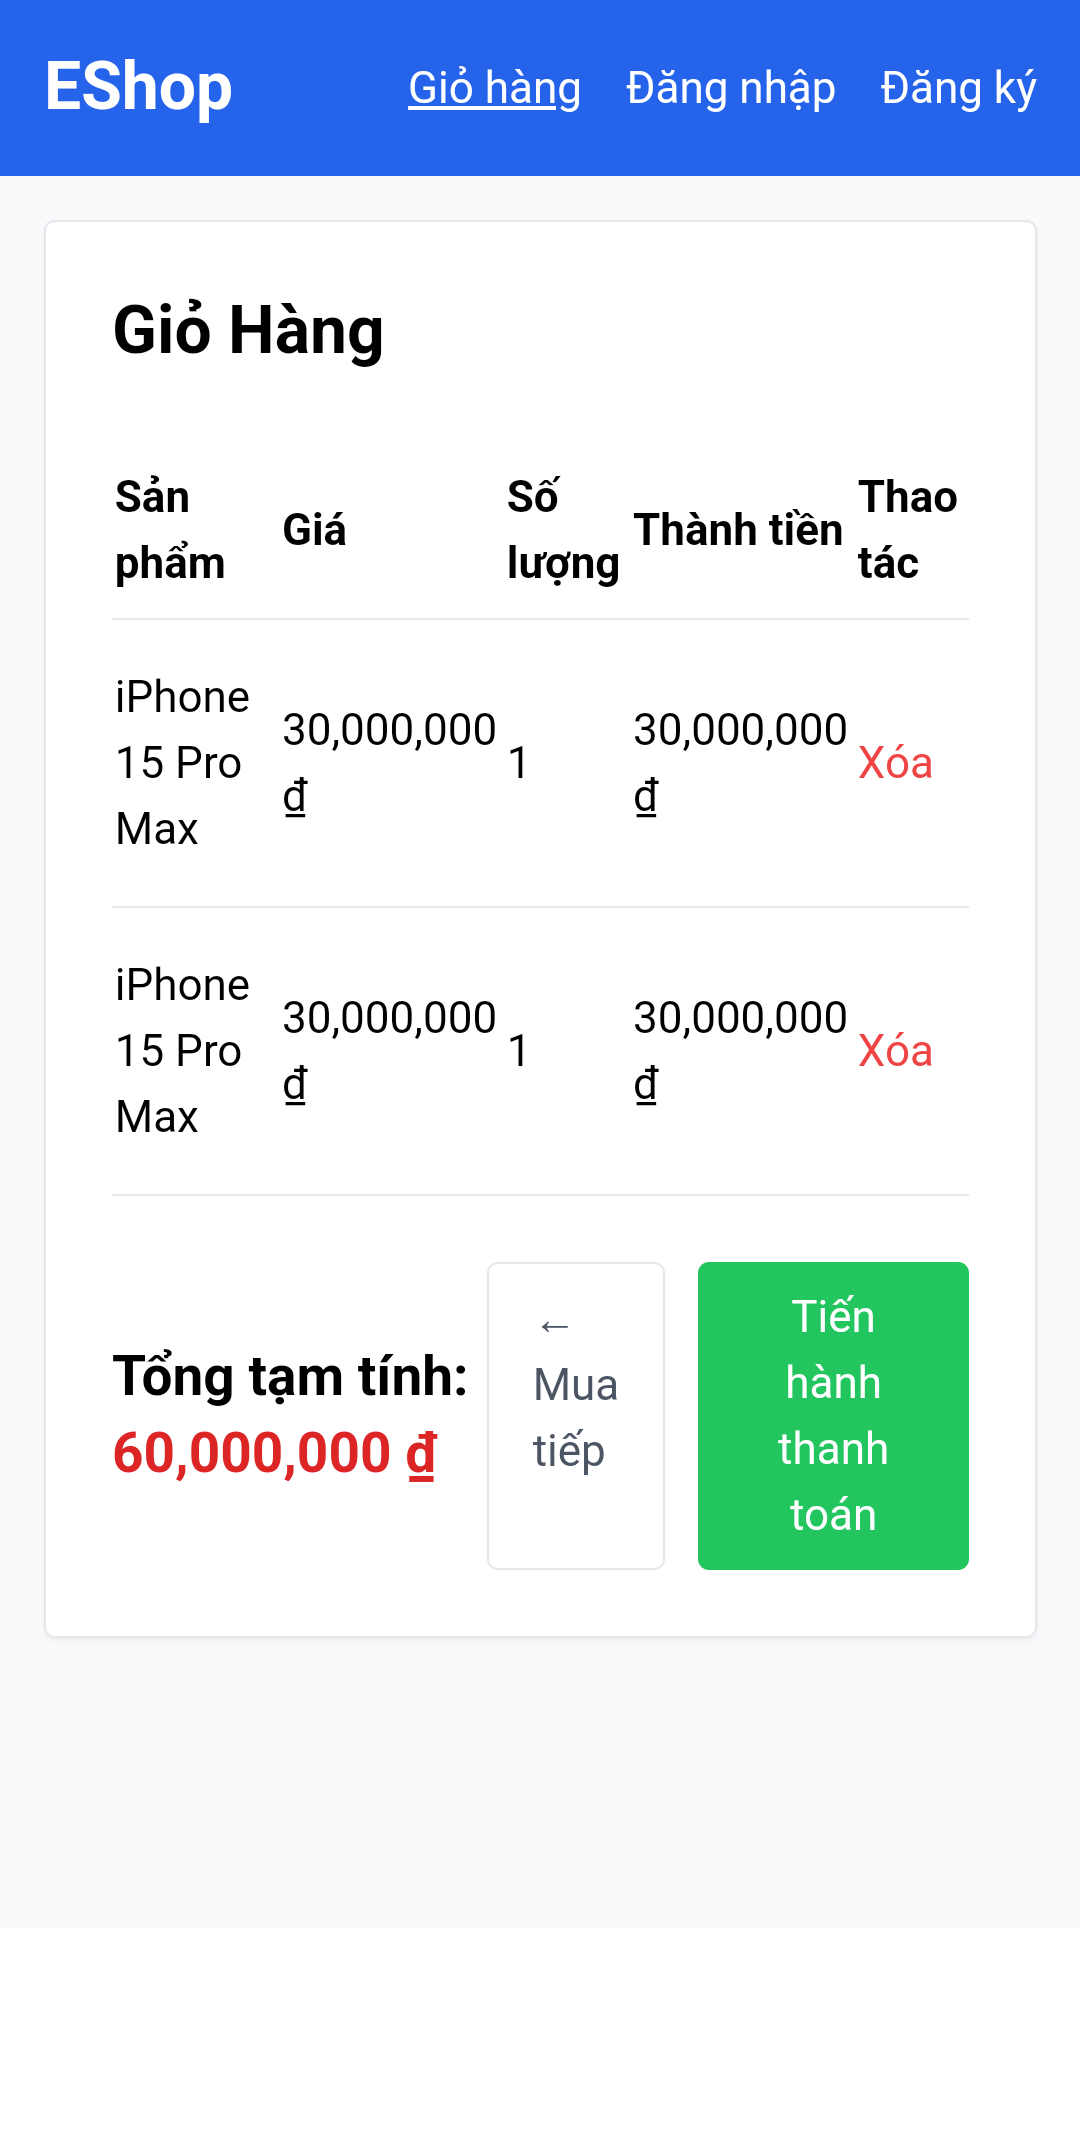 EShop Giỏ hàng Đăng nhập Đăng ký
Giỏ Hàng
Sản phẩm Giá Số lượng Thành tiền Thao tác
iPhone 15 Pro Max 30,000,000 ₫ 1 30,000,000 ₫ Xóa
iPhone 15 Pro Max 30,000,000 ₫ 1 30,000,000 ₫ Xóa
Tổng tạm tính:
60,000,000 ₫
←
Mua
tiếp
Tiến
hành
thanh
toán